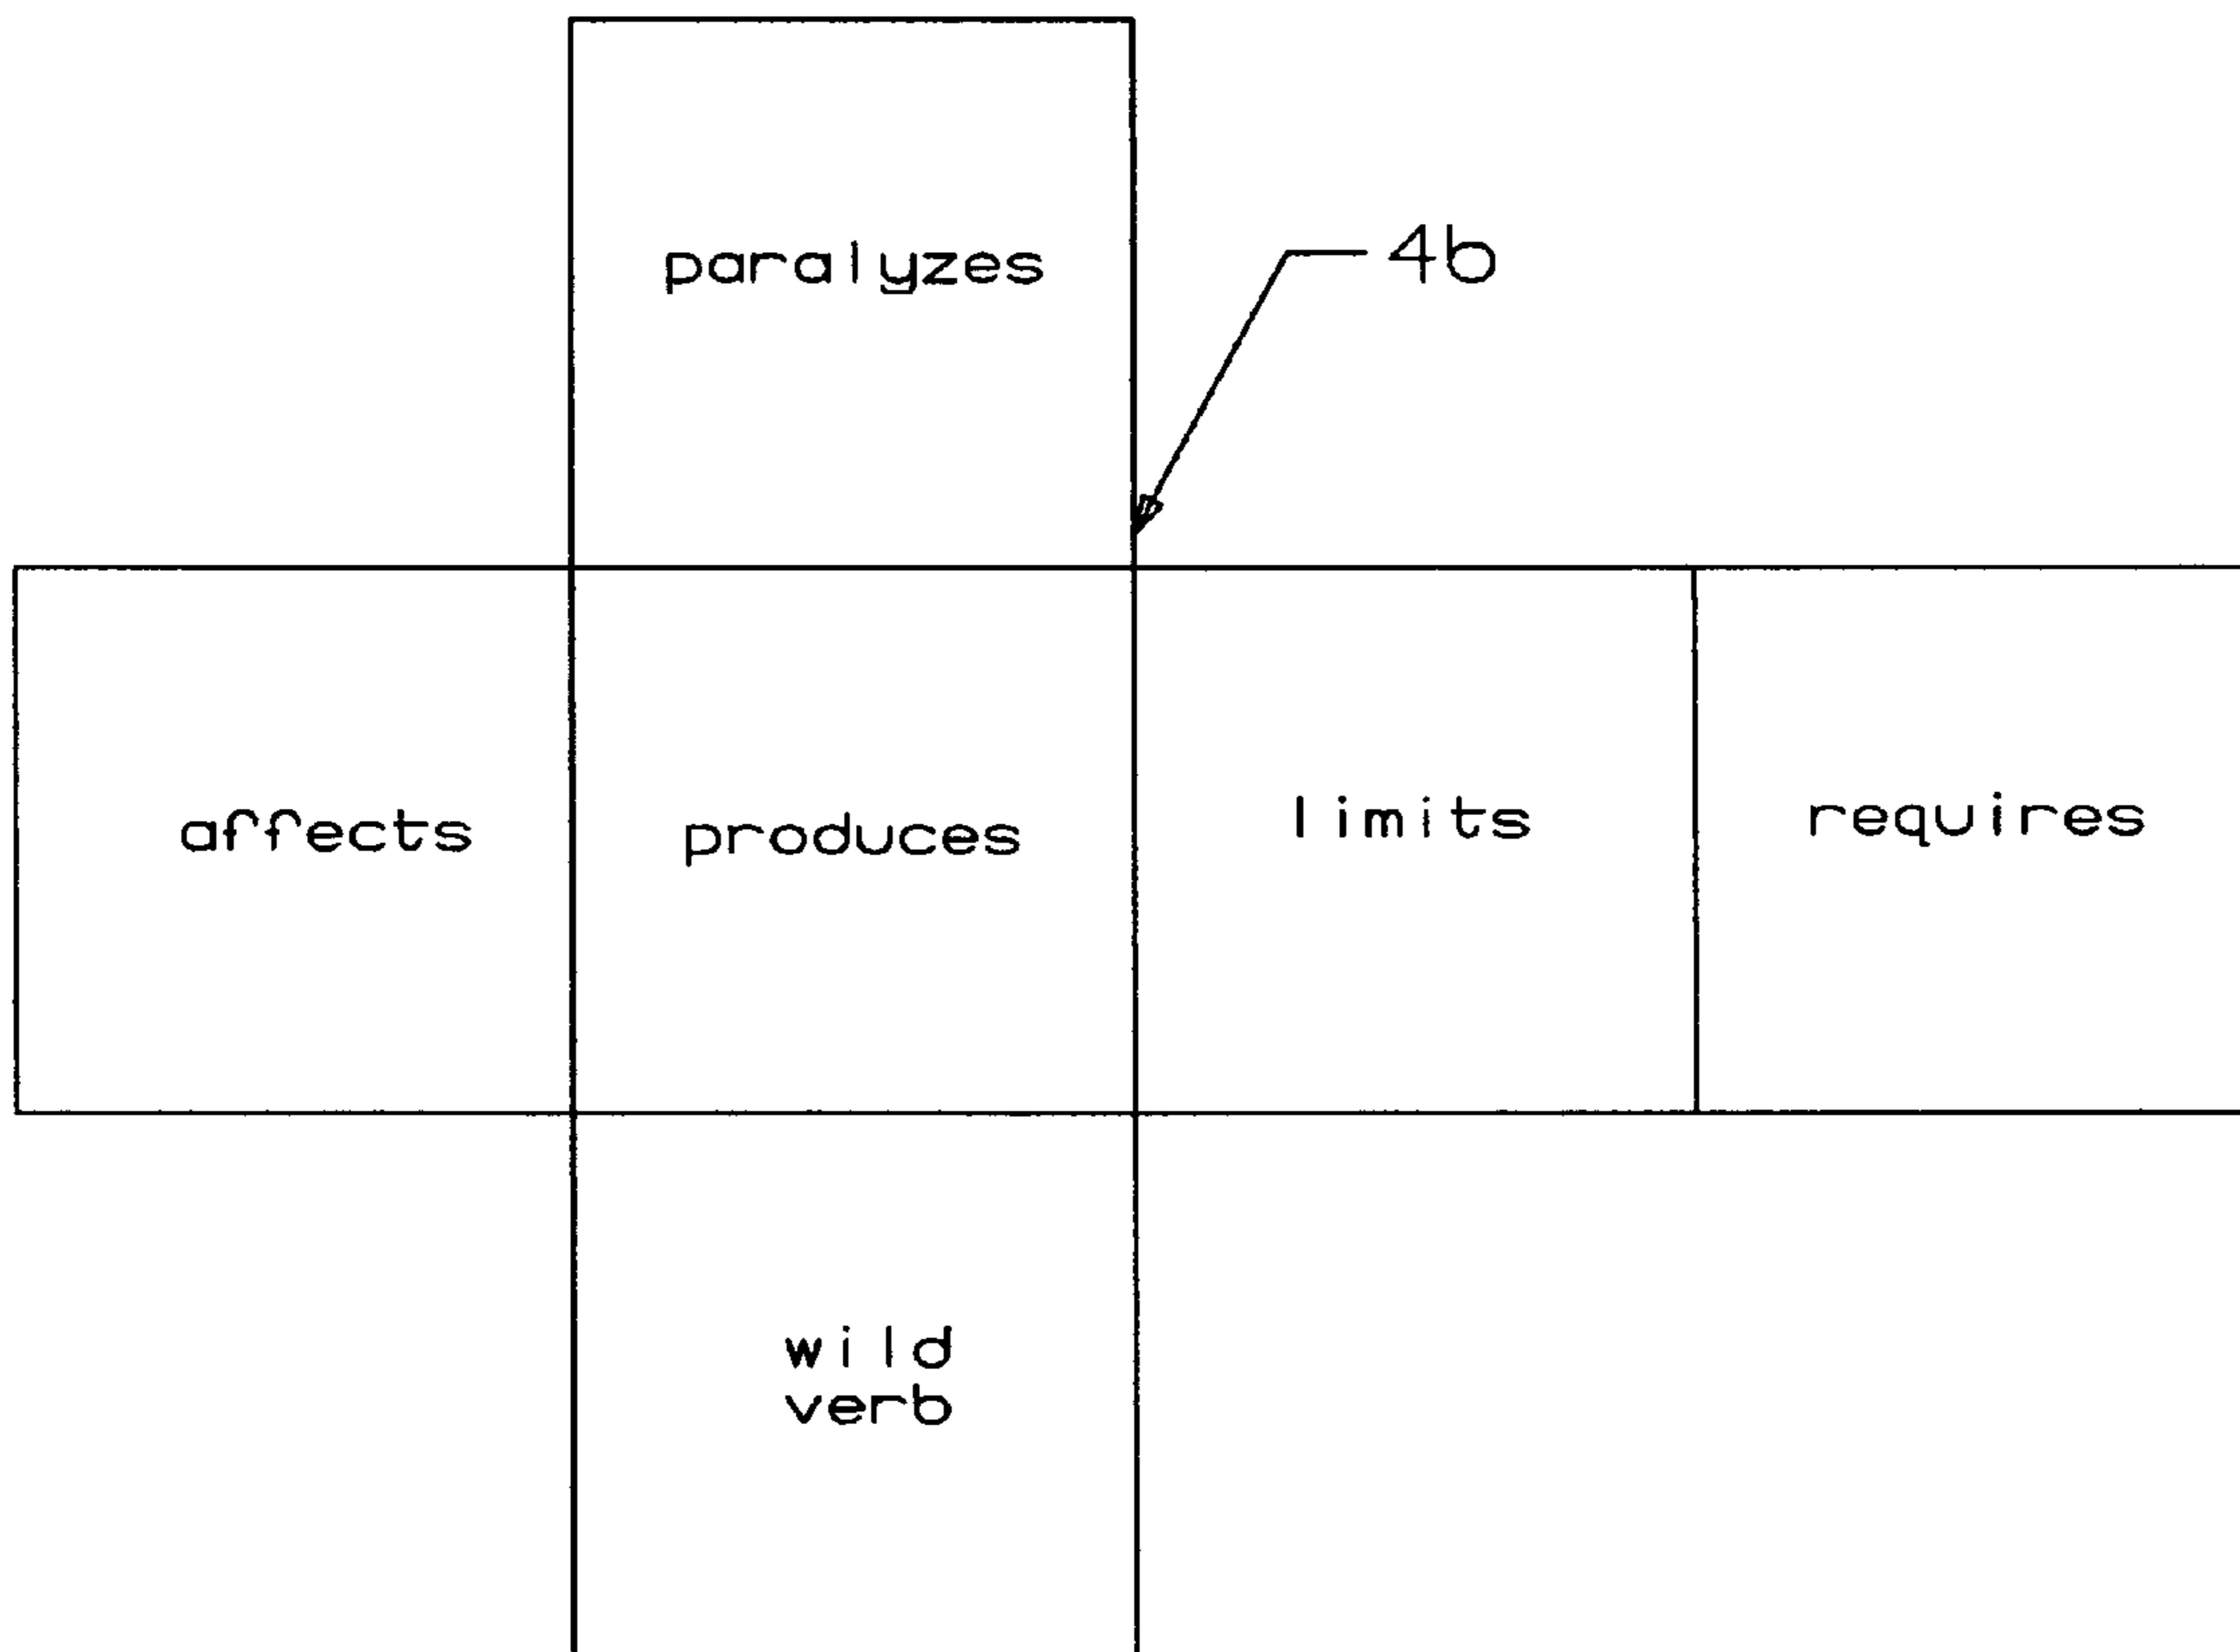 paralyzes
4b
affects
produces
limits
requires
wild
verb